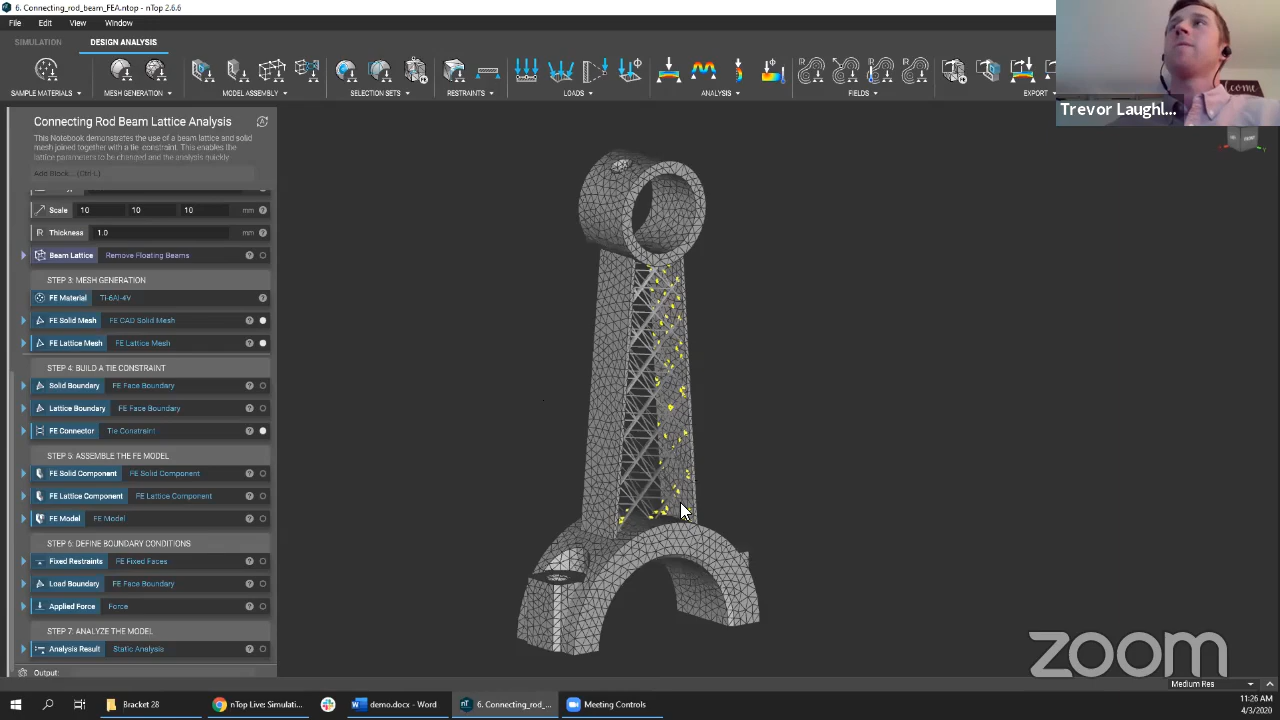 6. Connecting_rod_beam_FEA.ntop - nTop 2.6.6
File Edit View Window
SIMULATION DESIGN ANALYSIS
SAMPLE MATERIALS MESH GENERATION MODEL ASSEMBLY SELECTION SETS RESTRAINTS LOADS ANALYSIS FIELDS EXPORT
Trevor Laughl...
Connecting Rod Beam Lattice Analysis
This Notebook demonstrates the use of a beam lattice and solid
mesh joined together with a tie constraint. This enables the
lattice parameters to be changed and the analysis quickly
Add Block... (Ctrl-L)
Scale 10 10 10 mm
Thickness 1.0 mm
Beam Lattice Remove Floating Beams
STEP 3: MESH GENERATION
FE Material Ti-6Al-4V
FE Solid Mesh FE CAD Solid Mesh
FE Lattice Mesh FE Lattice Mesh
STEP 4: BUILD A TIE CONSTRAINT
Solid Boundary FE Face Boundary
Lattice Boundary FE Face Boundary
FE Connector Tie Constraint
STEP 5: ASSEMBLE THE FE MODEL
FE Solid Component FE Solid Component
FE Lattice Component FE Lattice Component
FE Model FE Model
STEP 6: DEFINE BOUNDARY CONDITIONS
Fixed Restraints FE Fixed Faces
Load Boundary FE Face Boundary
Applied Force Force
STEP 7: ANALYZE THE MODEL
Analysis Result Static Analysis
Output:
zoom
Medium Res
Bracket 28 nTop Live: Simulati... demo.docx - Word 6. Connecting_rod_... Meeting Controls
11:26 AM
4/3/2020